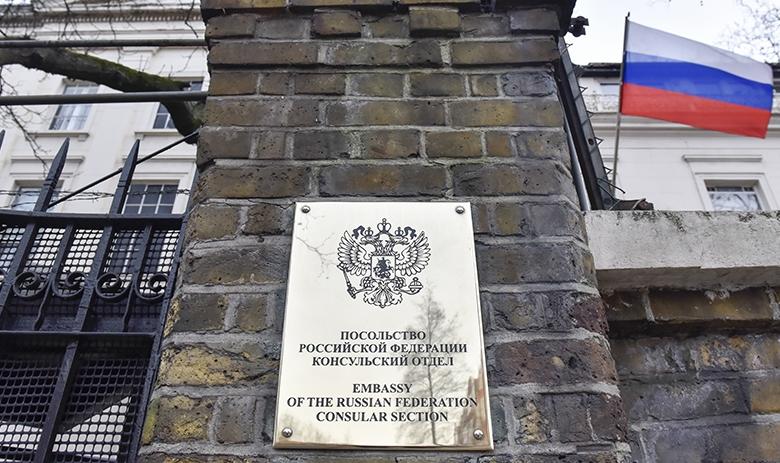 ПОСОЛЬСТВО
РОССИЙСКОЙ ФЕДЕРАЦИИ
КОНСУЛЬСКИЙ ОТДЕЛ
EMBASSY
OF THE RUSSIAN FEDERATION
CONSULAR SECTION